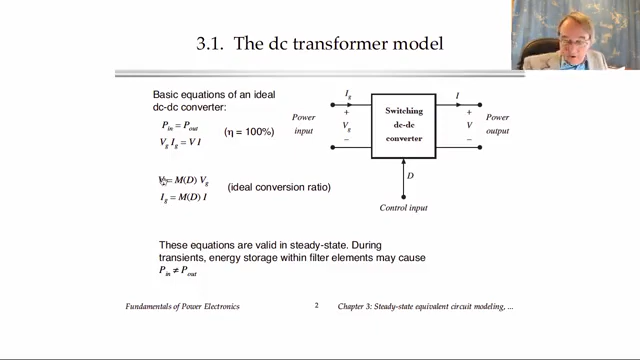 3.1. The dc transformer model
Basic equations of an ideal
dc-dc converter:
P_in = P_out
(η = 100%)
V_g I_g = V I
V = M(D) V_g
(ideal conversion ratio)
I_g = M(D) I
Power
input
I_g
+
V_g
–
Switching
dc-dc
converter
I
+
V
–
Power
output
D
Control input
These equations are valid in steady-state. During
transients, energy storage within filter elements may cause
P_in ≠ P_out
Fundamentals of Power Electronics
2
Chapter 3: Steady-state equivalent circuit modeling, ...